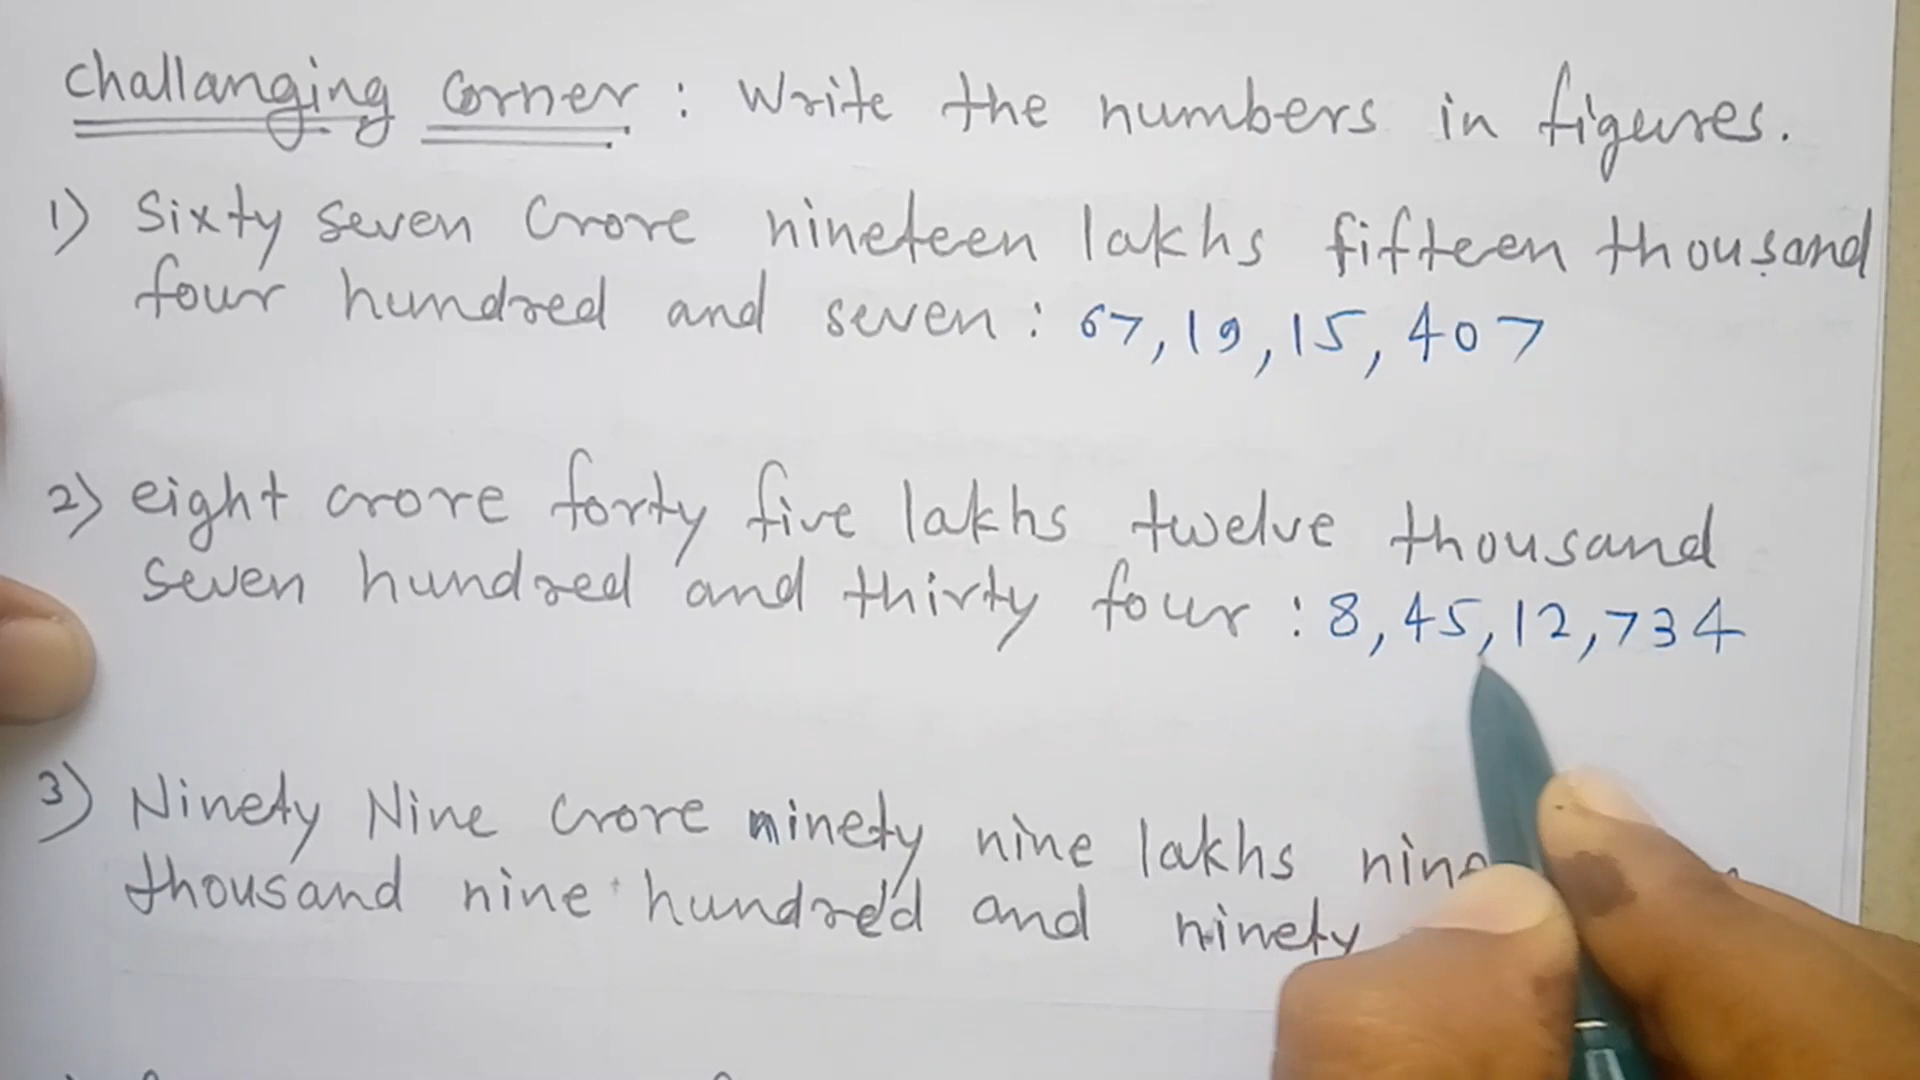 Challanging Corner : Write the numbers in figures.
1) Sixty seven Crore nineteen lakhs fifteen thousand
four hundred and seven : 67,19,15,407
2) eight crore forty five lakhs twelve thousand
seven hundred and thirty four : 8,45,12,734
3) Ninety Nine Crore ninety nine lakhs
thousand nine hundred and ninety